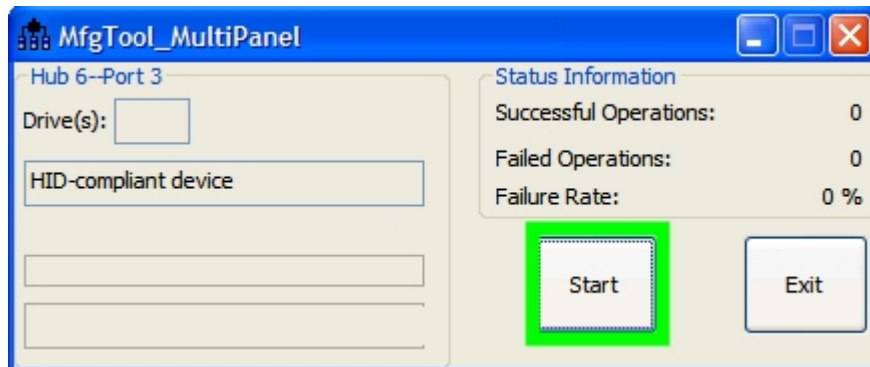 MfgTool_MultiPanel
Hub 6--Port 3
Drive(s):
HID-compliant device
Status Information
Successful Operations: 0
Failed Operations: 0
Failure Rate: 0 %
Start
Exit